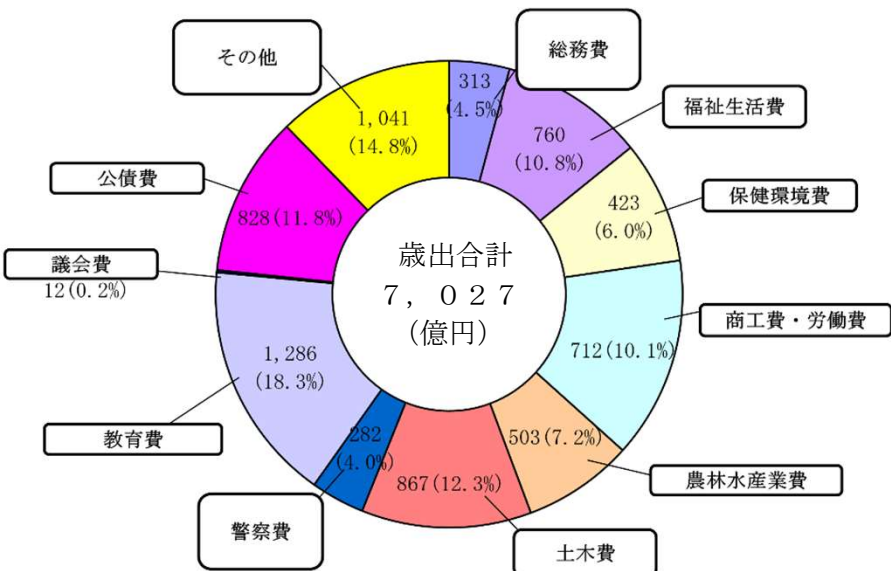 総務費
313
(4.5%)
福祉生活費
760
(10.8%)
保健環境費
423
(6.0%)
商工費・労働費
712(10.1%)
農林水産業費
503(7.2%)
土木費
867(12.3%)
警察費
282
(4.0%)
教育費
1,286
(18.3%)
議会費
12(0.2%)
公債費
828(11.8%)
その他
1,041
(14.8%)
歳出合計
７，０２７
(億円)